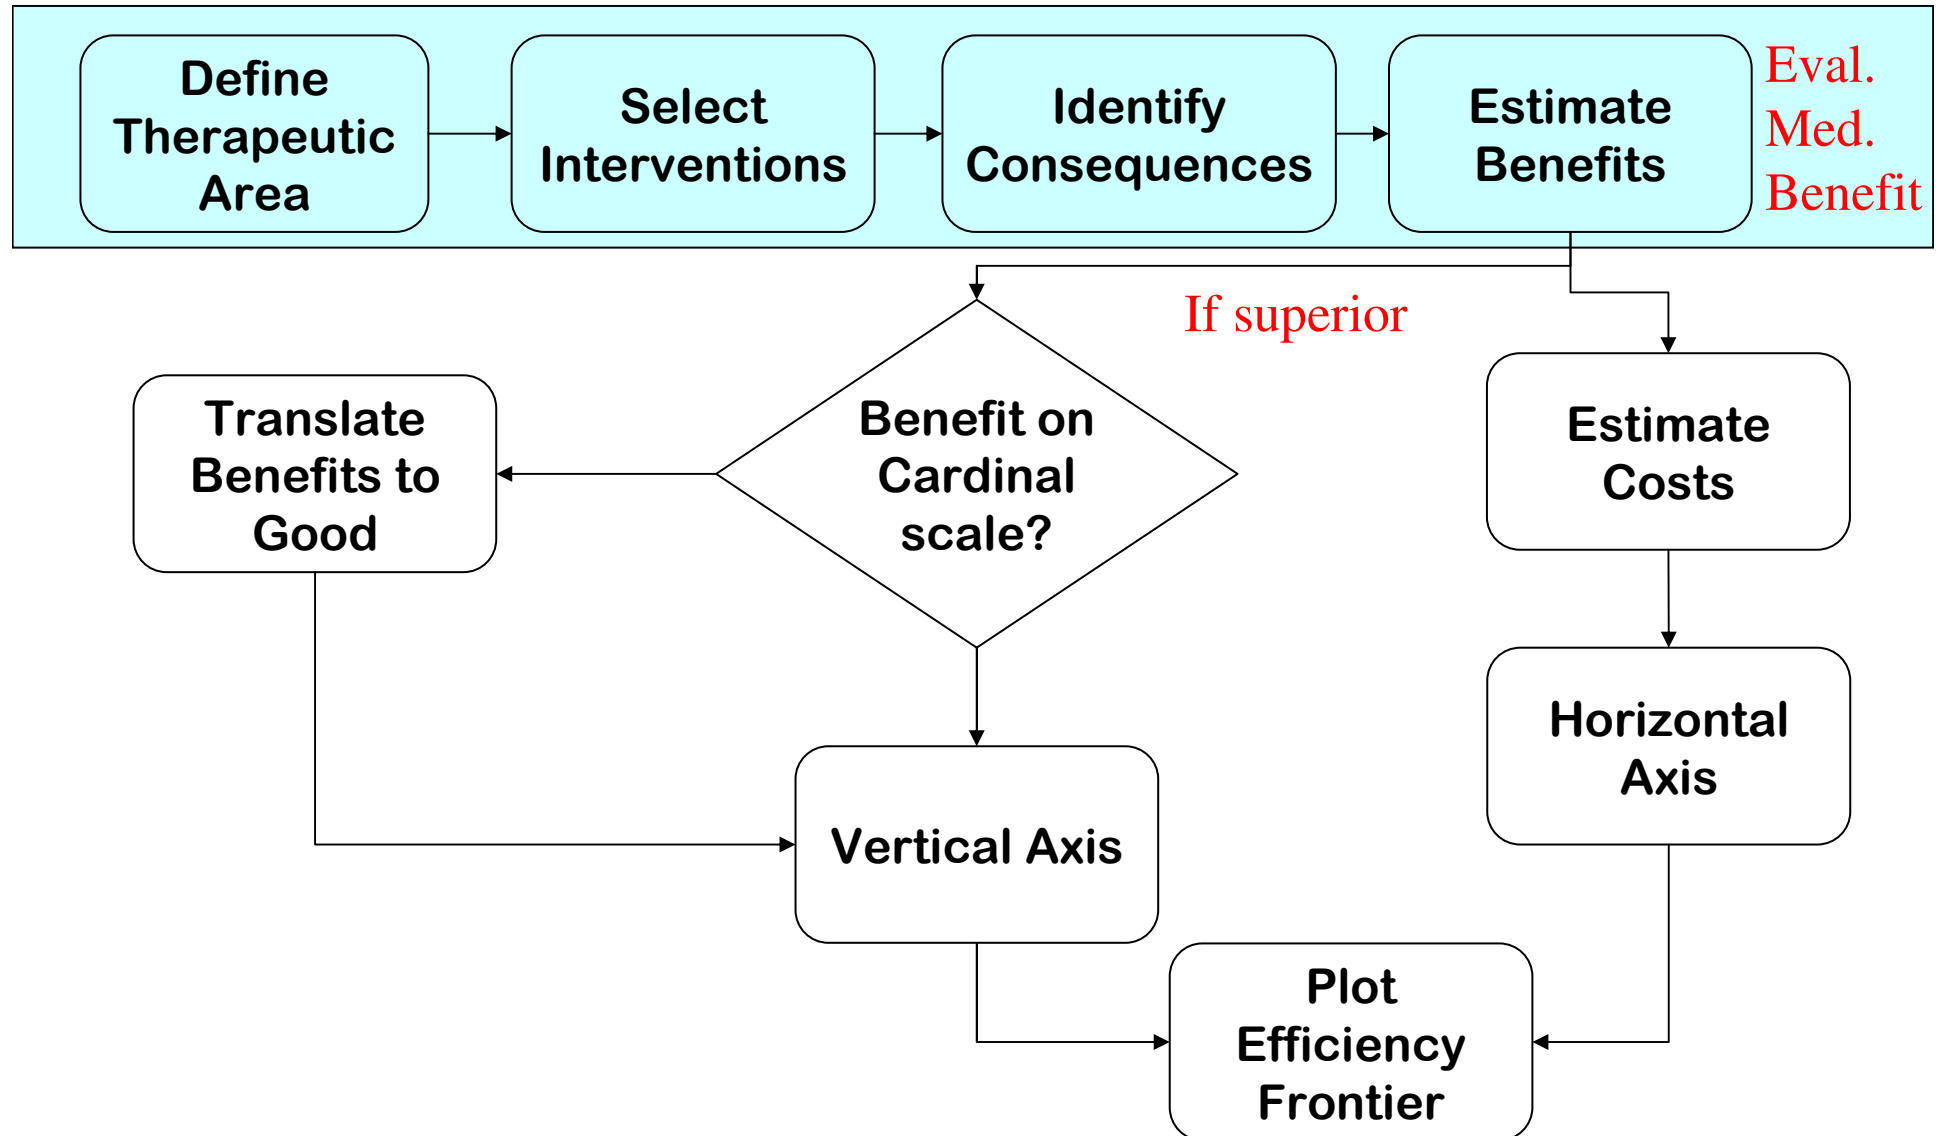 Define
Therapeutic
Area
Select
Interventions
Identify
Consequences
Estimate
Benefits
Eval.
Med.
Benefit
If superior
Translate
Benefits to
Good
Benefit on
Cardinal
scale?
Estimate
Costs
Horizontal
Axis
Vertical Axis
Plot
Efficiency
Frontier